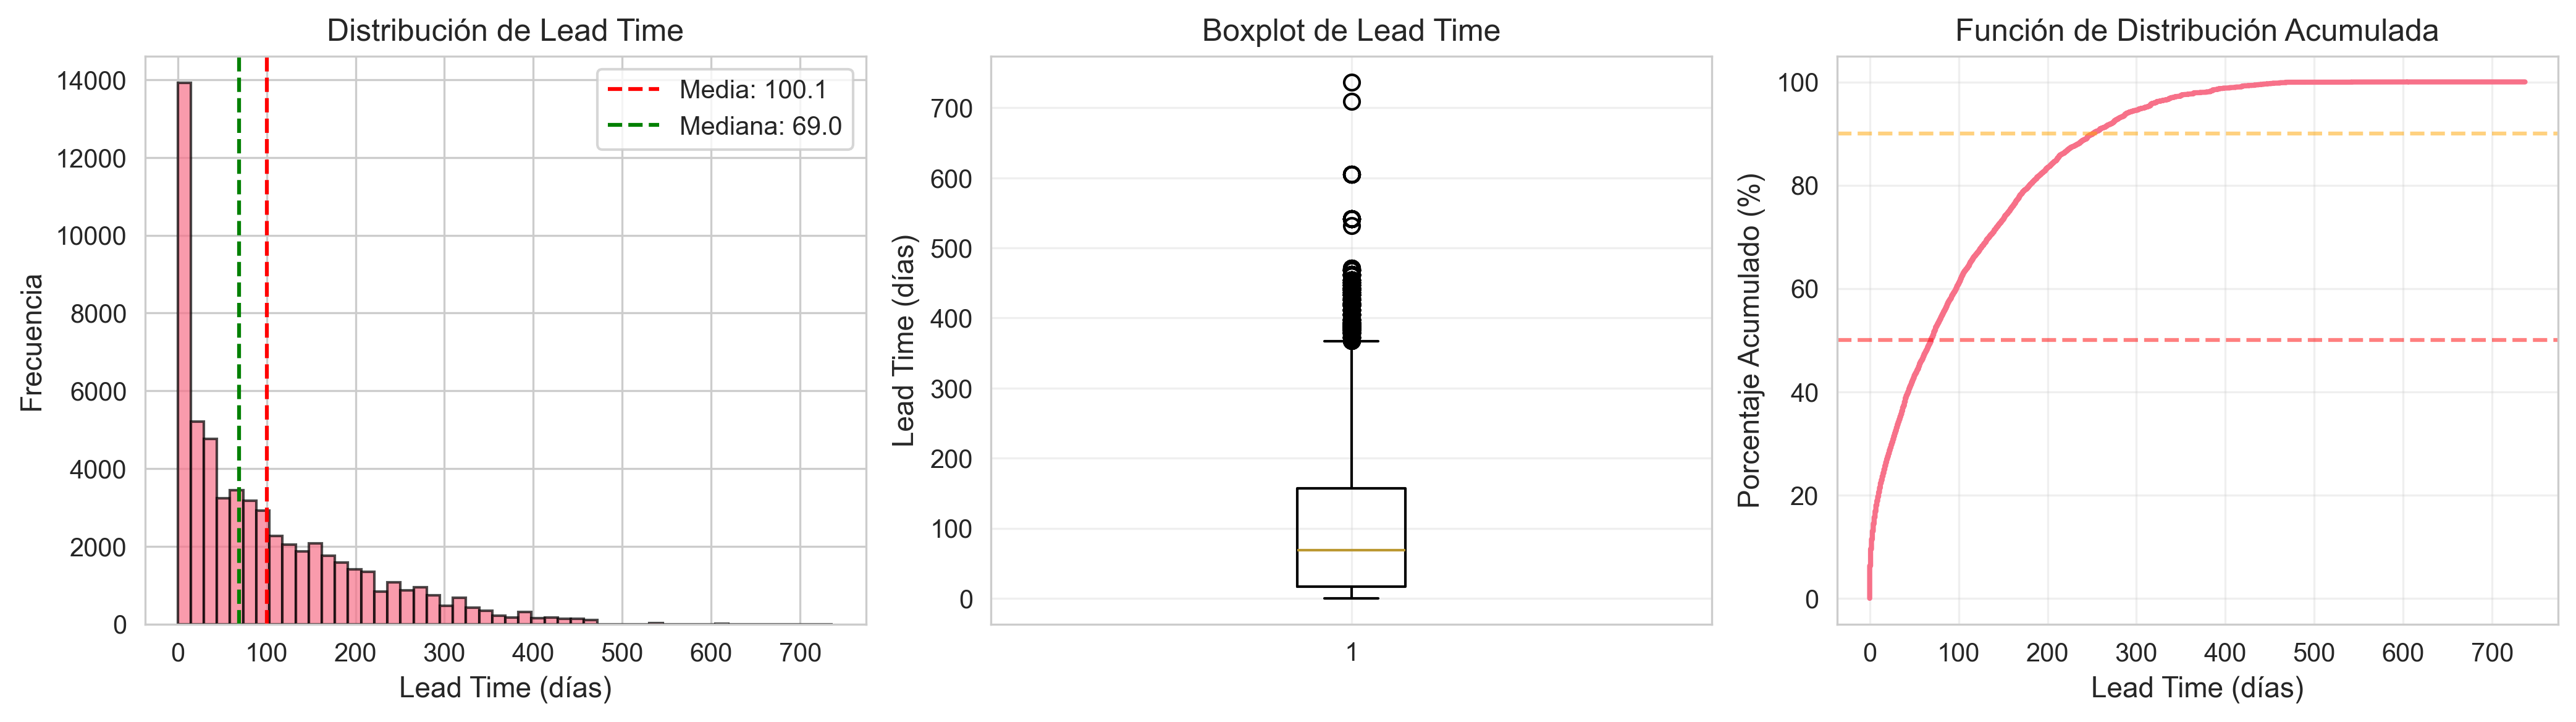 Distribución de Lead Time
Frecuencia
14000
12000
10000
8000
6000
4000
2000
0
Media: 100.1
Mediana: 69.0
0 100 200 300 400 500 600 700
Lead Time (días)
Boxplot de Lead Time
Lead Time (días)
700
600
500
400
300
200
100
0
1
Función de Distribución Acumulada
Porcentaje Acumulado (%)
100
80
60
40
20
0
0 100 200 300 400 500 600 700
Lead Time (días)